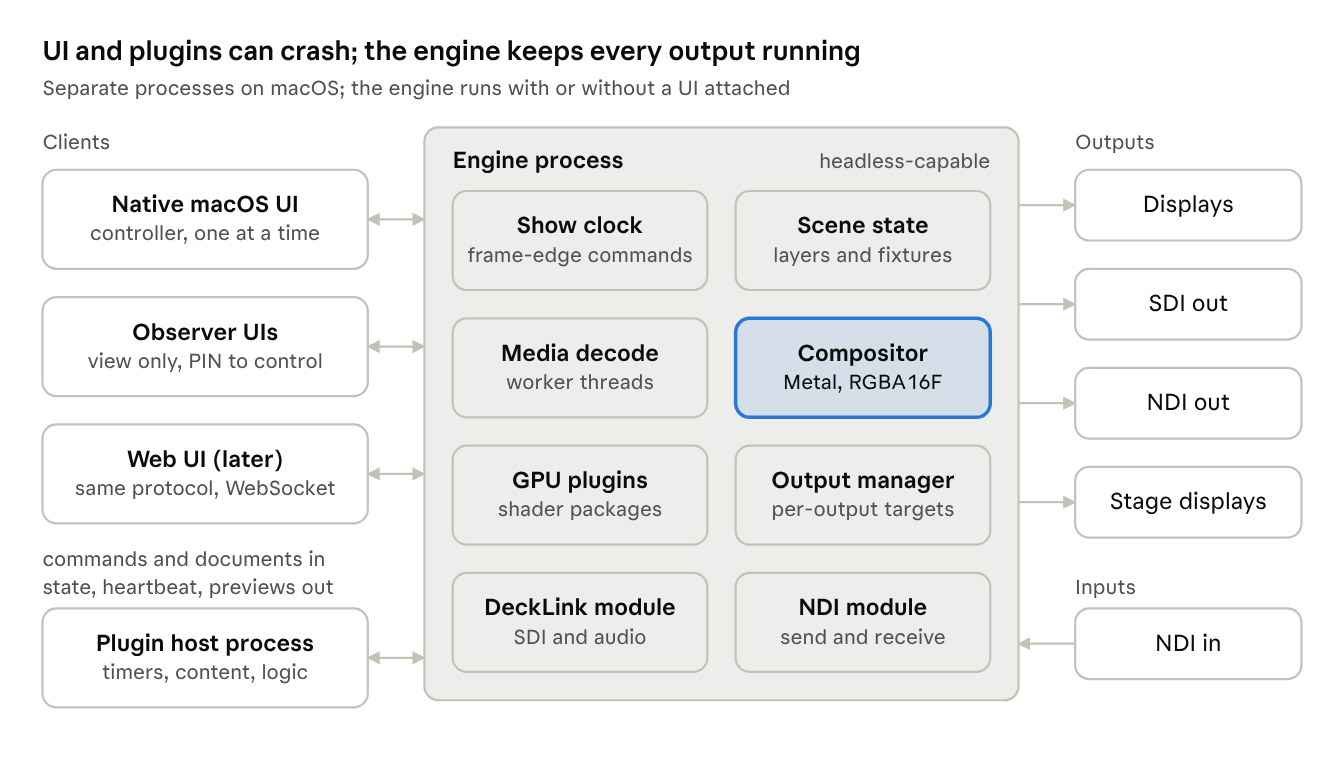 UI and plugins can crash; the engine keeps every output running
Separate processes on macOS; the engine runs with or without a UI attached
Clients
Native macOS UI
controller, one at a time
Observer UIs
view only, PIN to control
Web UI (later)
same protocol, WebSocket
commands and documents in
state, heartbeat, previews out
Plugin host process
timers, content, logic
Engine process
headless-capable
Show clock
frame-edge commands
Scene state
layers and fixtures
Media decode
worker threads
Compositor
Metal, RGBA16F
GPU plugins
shader packages
Output manager
per-output targets
DeckLink module
SDI and audio
NDI module
send and receive
Outputs
Displays
SDI out
NDI out
Stage displays
Inputs
NDI in